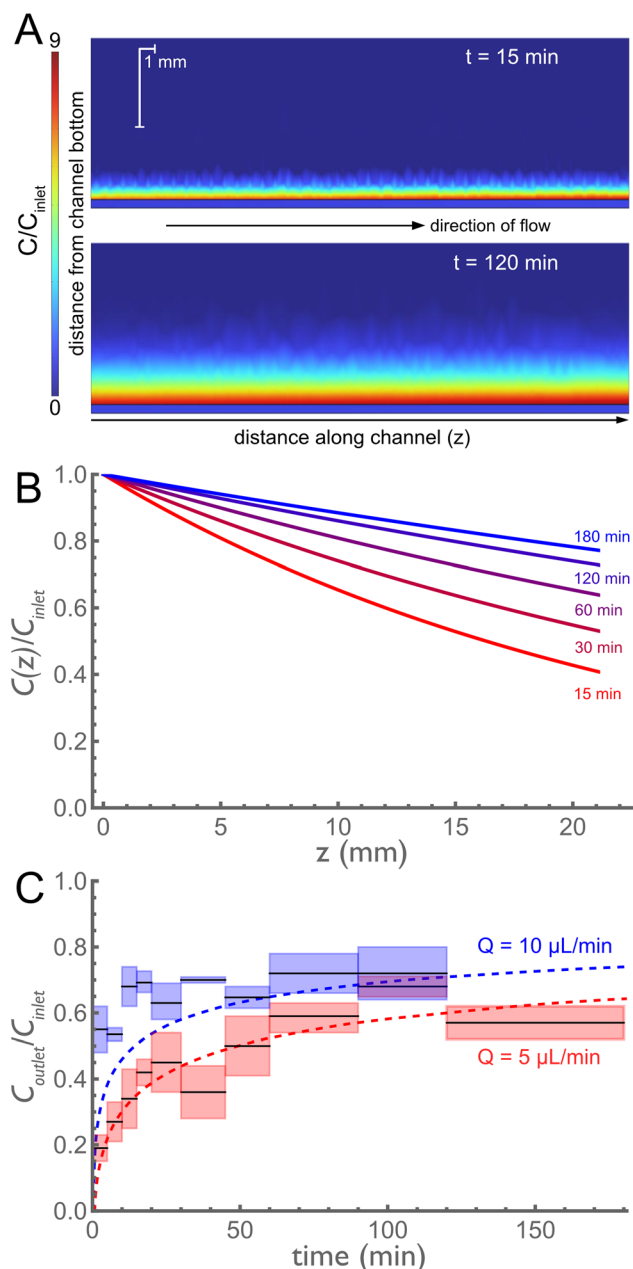 A
9
0
C/C_inlet
distance from channel bottom
1 mm
t = 15 min
direction of flow
t = 120 min
distance along channel (z)
B
1.0
0.8
0.6
0.4
0.2
0.0
C(z)/C_inlet
180 min
120 min
60 min
30 min
15 min
0 5 10 15 20
z (mm)
C
1.0
0.8
0.6
0.4
0.2
0.0
C_outlet/C_inlet
Q = 10 µL/min
Q = 5 µL/min
0 50 100 150
time (min)